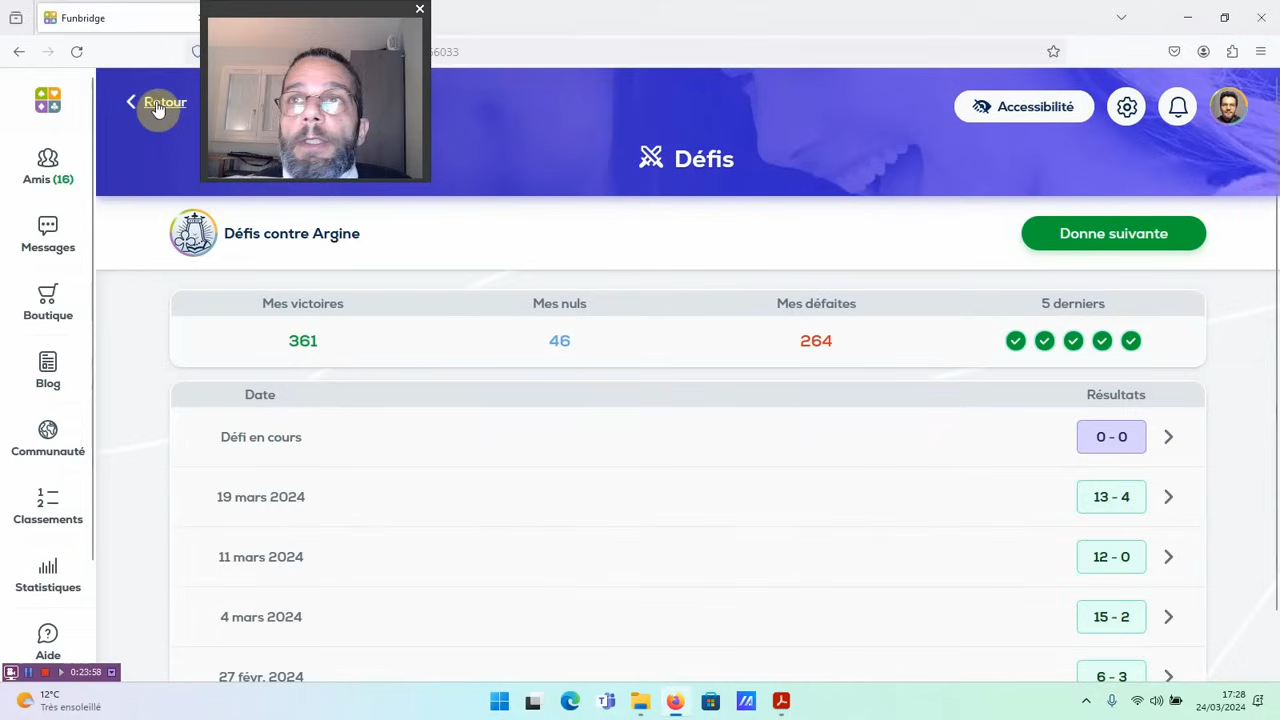 Funbridge
66033
Retour
Accessibilité
Défis
Amis (16)
Messages
Boutique
Blog
Communauté
1
2
Classements
Statistiques
Aide
Défis contre Argine
Donne suivante
Mes victoires Mes nuls Mes défaites 5 derniers
361 46 264
Date Résultats
Défi en cours 0 - 0
19 mars 2024 13 - 4
11 mars 2024 12 - 0
4 mars 2024 15 - 2
27 févr. 2024 6 - 3
0:23:58
12°C
Très ensoleillé
17:28
24/03/2024